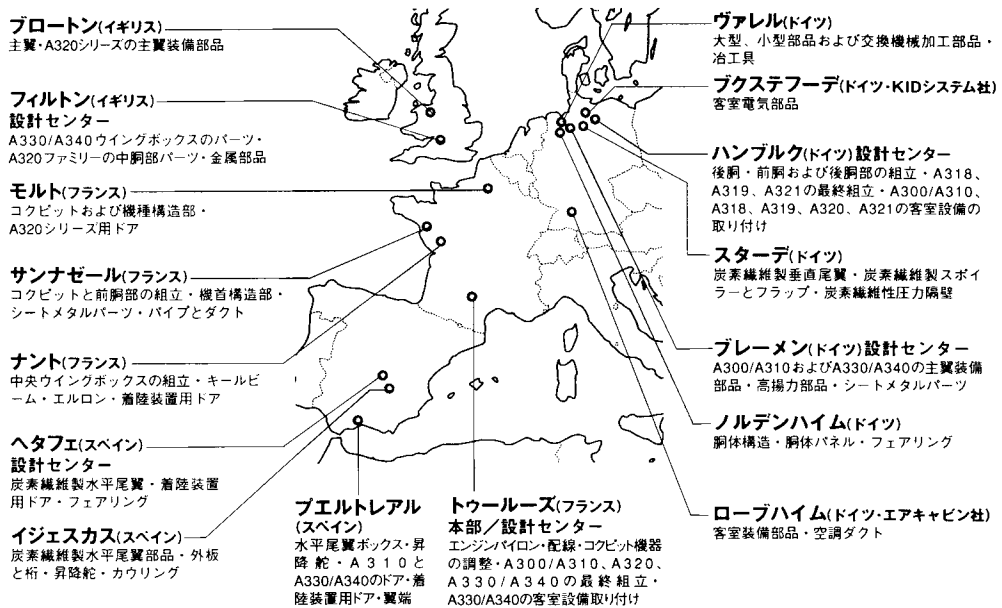 ブロートン(イギリス)
主翼・A320シリーズの主翼装備部品
フィルトン(イギリス)
設計センター
A330/A340ウイングボックスのパーツ・
A320ファミリーの中胴部パーツ・金属部品
モルト(フランス)
コクピットおよび機種構造部・
A320シリーズ用ドア
サンナゼール(フランス)
コクピットと前胴部の組立・機首構造部・
シートメタルパーツ・パイプとダクト
ナント(フランス)
中央ウイングボックスの組立・キールビ
ーム・エルロン・着陸装置用ドア
ヘタフェ(スペイン)
設計センター
炭素繊維製水平尾翼・着陸装置
用ドア・フェアリング
イジェスカス(スペイン)
炭素繊維製水平尾翼部品・外板
と桁・昇降舵・カウリング
プエルトレアル
(スペイン)
水平尾翼ボックス・昇
降舵・A310と
A330/A340のドア・着
陸装置用ドア・翼端
トゥールーズ(フランス)
本部/設計センター
エンジンパイロン・配線・コクピット機器
の調整・A300/A310、A320、
A330/A340の最終組立・
A330/A340の客室設備取り付け
ヴァレル(ドイツ)
大型、小型部品および交換機械加工部品・
冶工具
ブクステフーデ(ドイツ・KIDシステム社)
客室電気部品
ハンブルク(ドイツ)設計センター
後胴・前胴および後胴部の組立・A318、
A319、A321の最終組立・A300/A310、
A318、A319、A320、A321の客室設備の
取り付け
スターデ(ドイツ)
炭素繊維製垂直尾翼・炭素繊維製スポイ
ラーとフラップ・炭素繊維性圧力隔壁
ブレーメン(ドイツ)設計センター
A300/A310およびA330/A340の主翼装備
部品・高揚力部品・シートメタルパーツ
ノルデンハイム(ドイツ)
胴体構造・胴体パネル・フェアリング
ローブハイム(ドイツ・エアキャビン社)
客室装備部品・空調ダクト